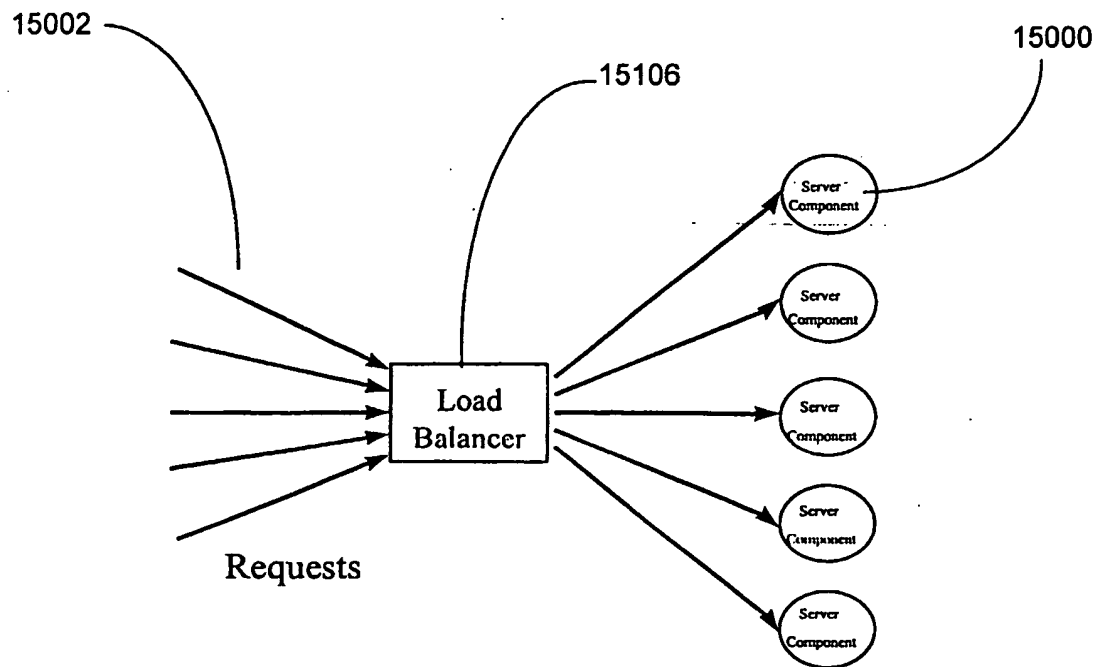 15002
15000
15106
Server
Component
Server
Component
Load
Balancer
Server
Component
Server
Component
Requests
Server
Component